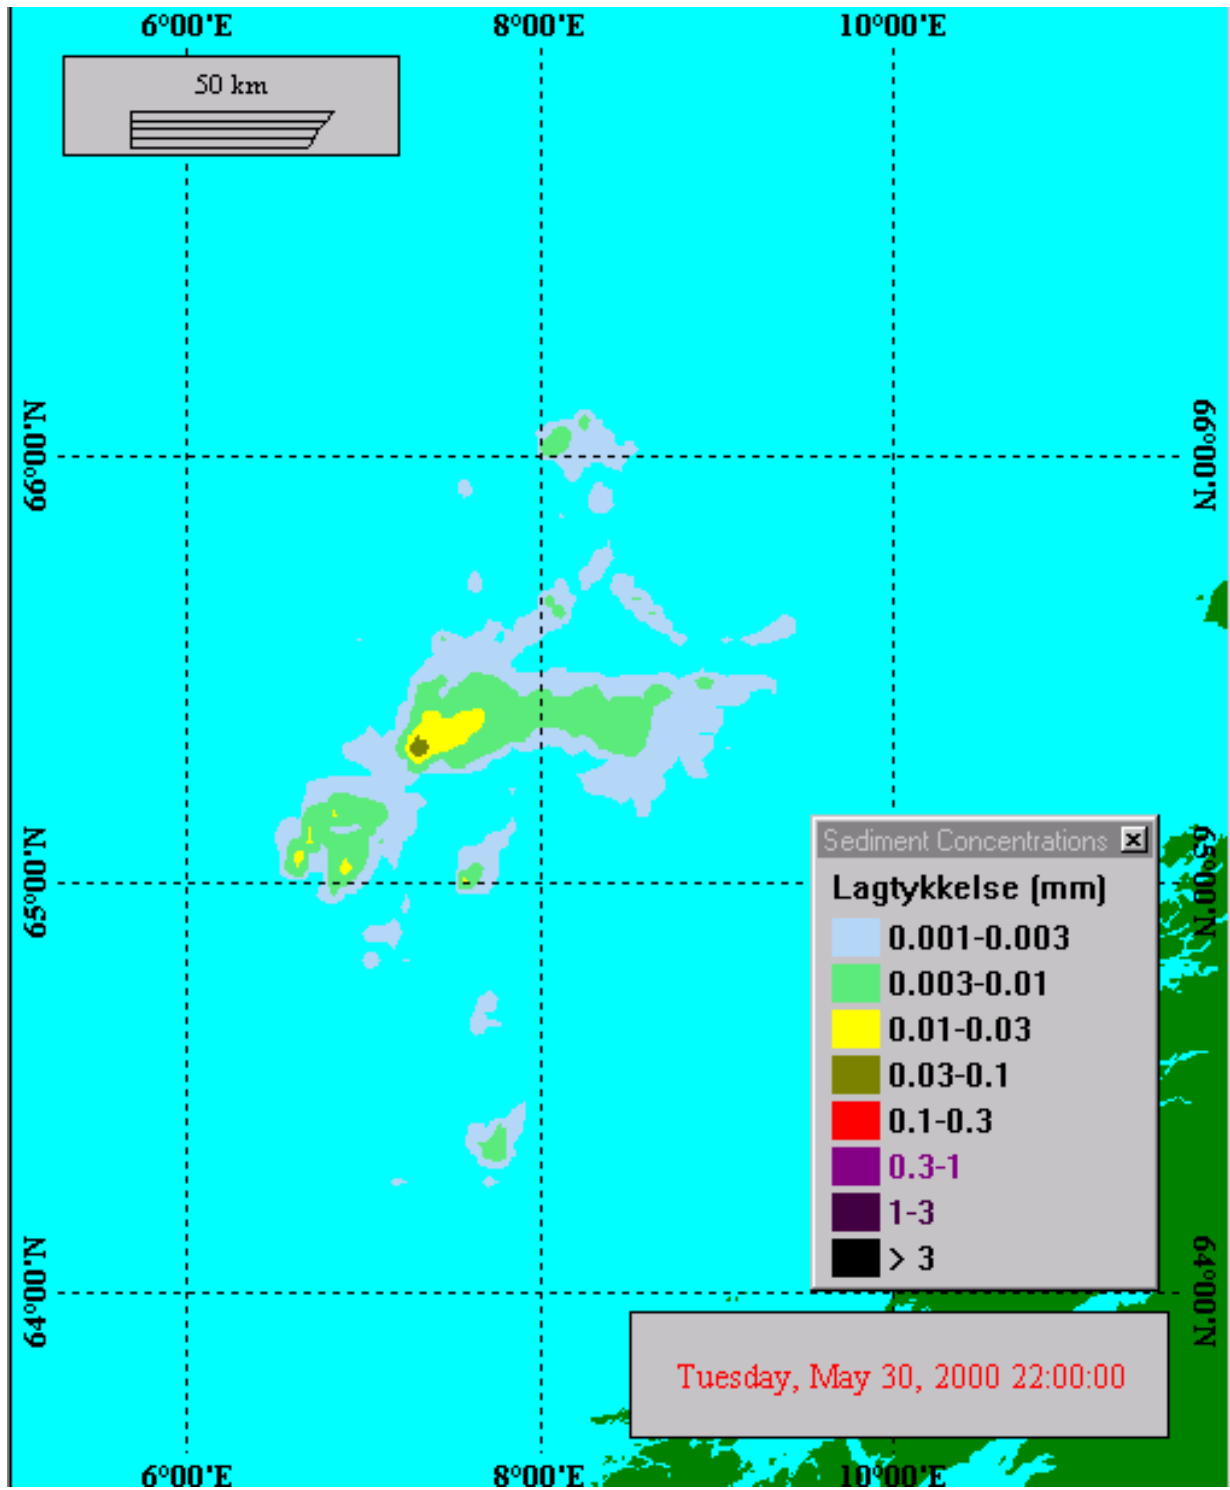 6°00'E 8°00'E 10°00'E
50 km
66°00'N 66°00'N
Sediment Concentrations
Lagtykkelse (mm)
0.001-0.003
0.003-0.01
0.01-0.03
0.03-0.1
0.1-0.3
0.3-1
1-3
> 3
65°00'N 65°00'N
64°00'N 64°00'N
Tuesday, May 30, 2000 22:00:00
6°00'E 8°00'E 10°00'E